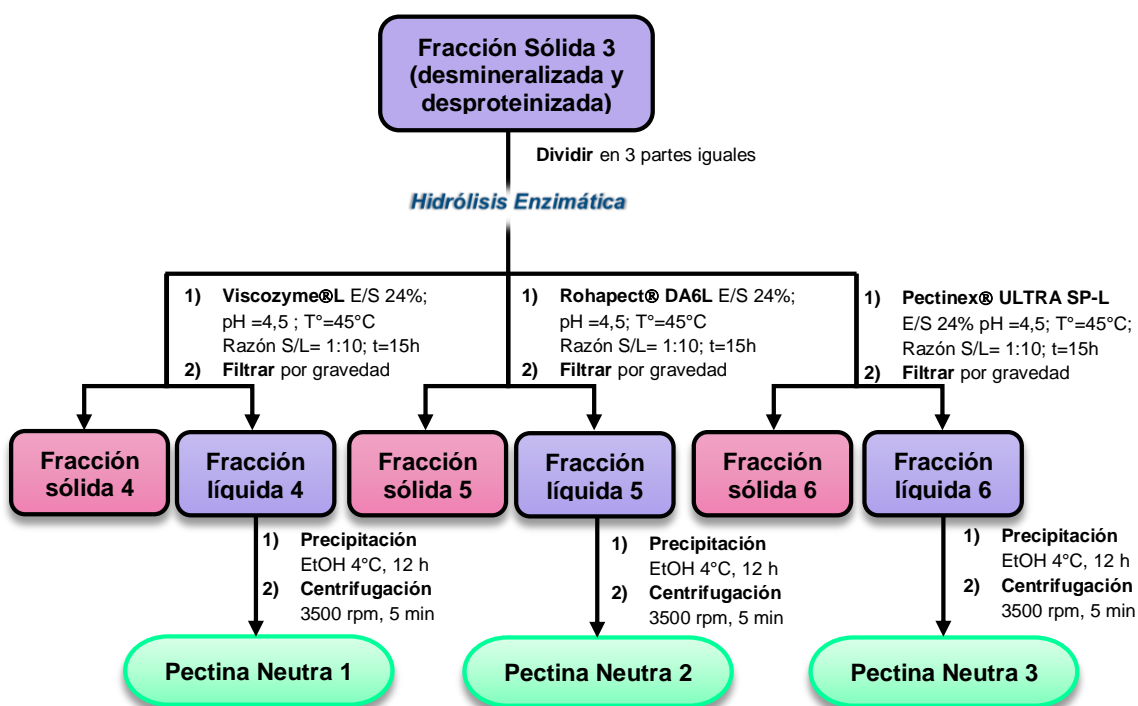 Fracción Sólida 3
(desmineralizada y
desproteinizada)
Dividir en 3 partes iguales
Hidrólisis Enzimática
1) Viscozyme®L E/S 24%;
pH =4,5 ; T°=45°C
Razón S/L= 1:10; t=15h
2) Filtrar por gravedad
1) Rohapect® DA6L E/S 24%;
pH =4,5; T°=45°C
Razón S/L= 1:10; t=15h
2) Filtrar por gravedad
1) Pectinex® ULTRA SP-L
E/S 24% pH =4,5; T°=45°C;
Razón S/L= 1:10; t=15h
2) Filtrar por gravedad
Fracción
sólida 4
Fracción
líquida 4
Fracción
sólida 5
Fracción
líquida 5
Fracción
sólida 6
Fracción
líquida 6
1) Precipitación
EtOH 4°C, 12 h
2) Centrifugación
3500 rpm, 5 min
1) Precipitación
EtOH 4°C, 12 h
2) Centrifugación
3500 rpm, 5 min
1) Precipitación
EtOH 4°C, 12 h
2) Centrifugación
3500 rpm, 5 min
Pectina Neutra 1
Pectina Neutra 2
Pectina Neutra 3